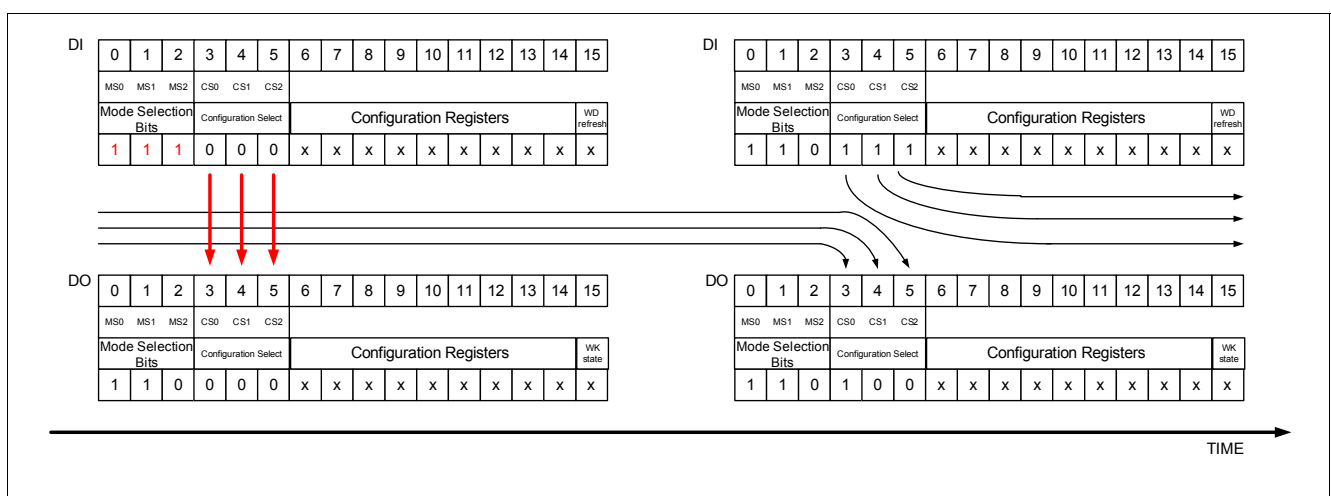 DI 0 1 2 3 4 5 6 7 8 9 10 11 12 13 14 15
MS0 MS1 MS2 CS0 CS1 CS2
Mode Selection Bits Configuration Select Configuration Registers WD refresh
1 1 1 0 0 0 x x x x x x x x x x
DI 0 1 2 3 4 5 6 7 8 9 10 11 12 13 14 15
MS0 MS1 MS2 CS0 CS1 CS2
Mode Selection Bits Configuration Select Configuration Registers WD refresh
1 1 0 1 1 1 x x x x x x x x x x
DO 0 1 2 3 4 5 6 7 8 9 10 11 12 13 14 15
MS0 MS1 MS2 CS0 CS1 CS2
Mode Selection Bits Configuration Select Configuration Registers WK state
1 1 0 0 0 0 x x x x x x x x x x
DO 0 1 2 3 4 5 6 7 8 9 10 11 12 13 14 15
MS0 MS1 MS2 CS0 CS1 CS2
Mode Selection Bits Configuration Select Configuration Registers WK state
1 1 0 1 0 0 x x x x x x x x x x
TIME